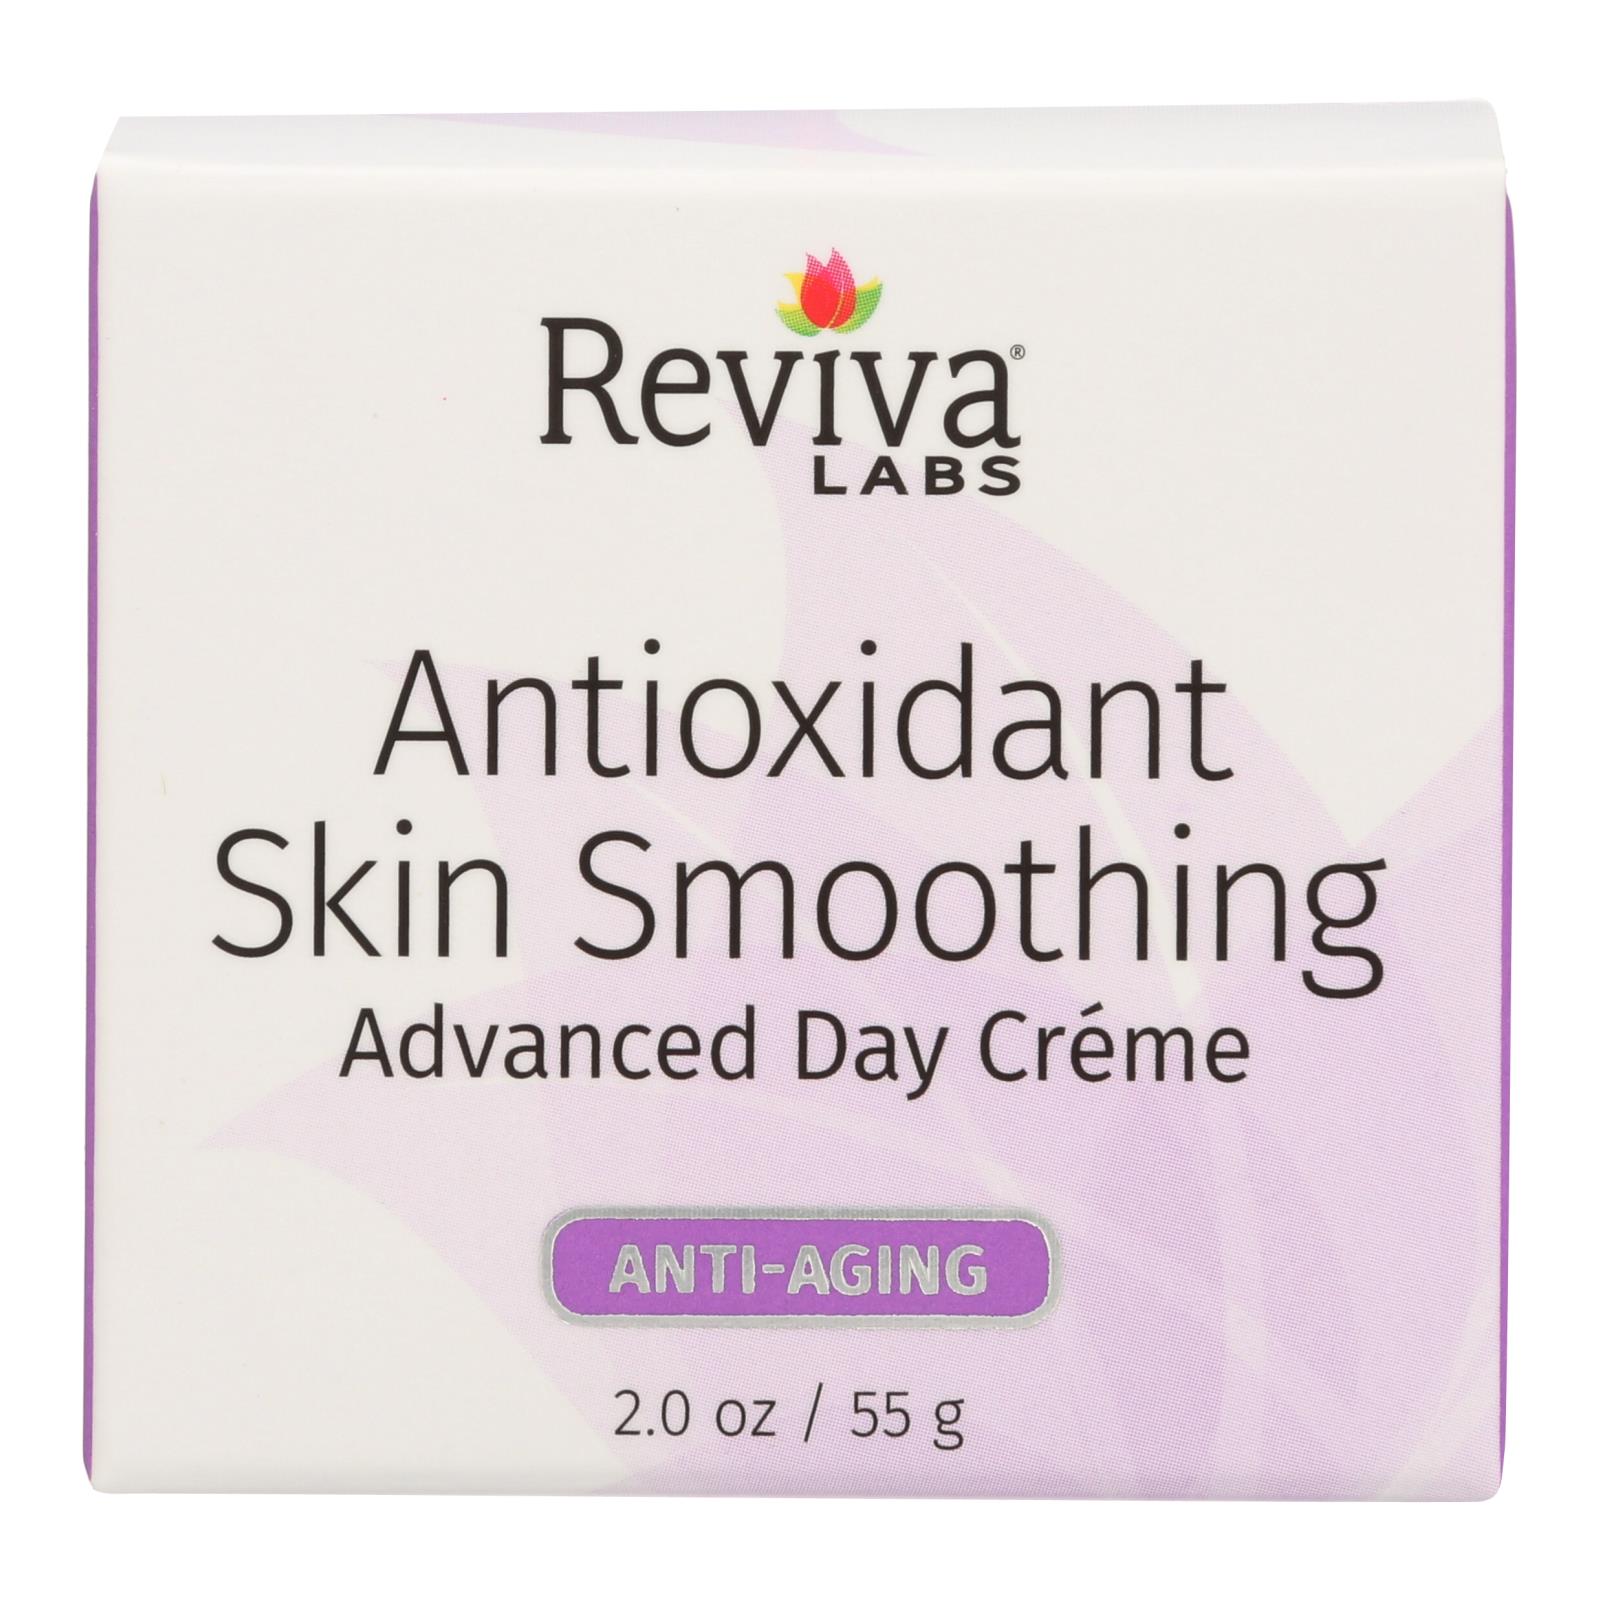 Reviva®
LABS
Antioxidant
Skin Smoothing
Advanced Day Créme
ANTI-AGING
2.0 oz / 55 g